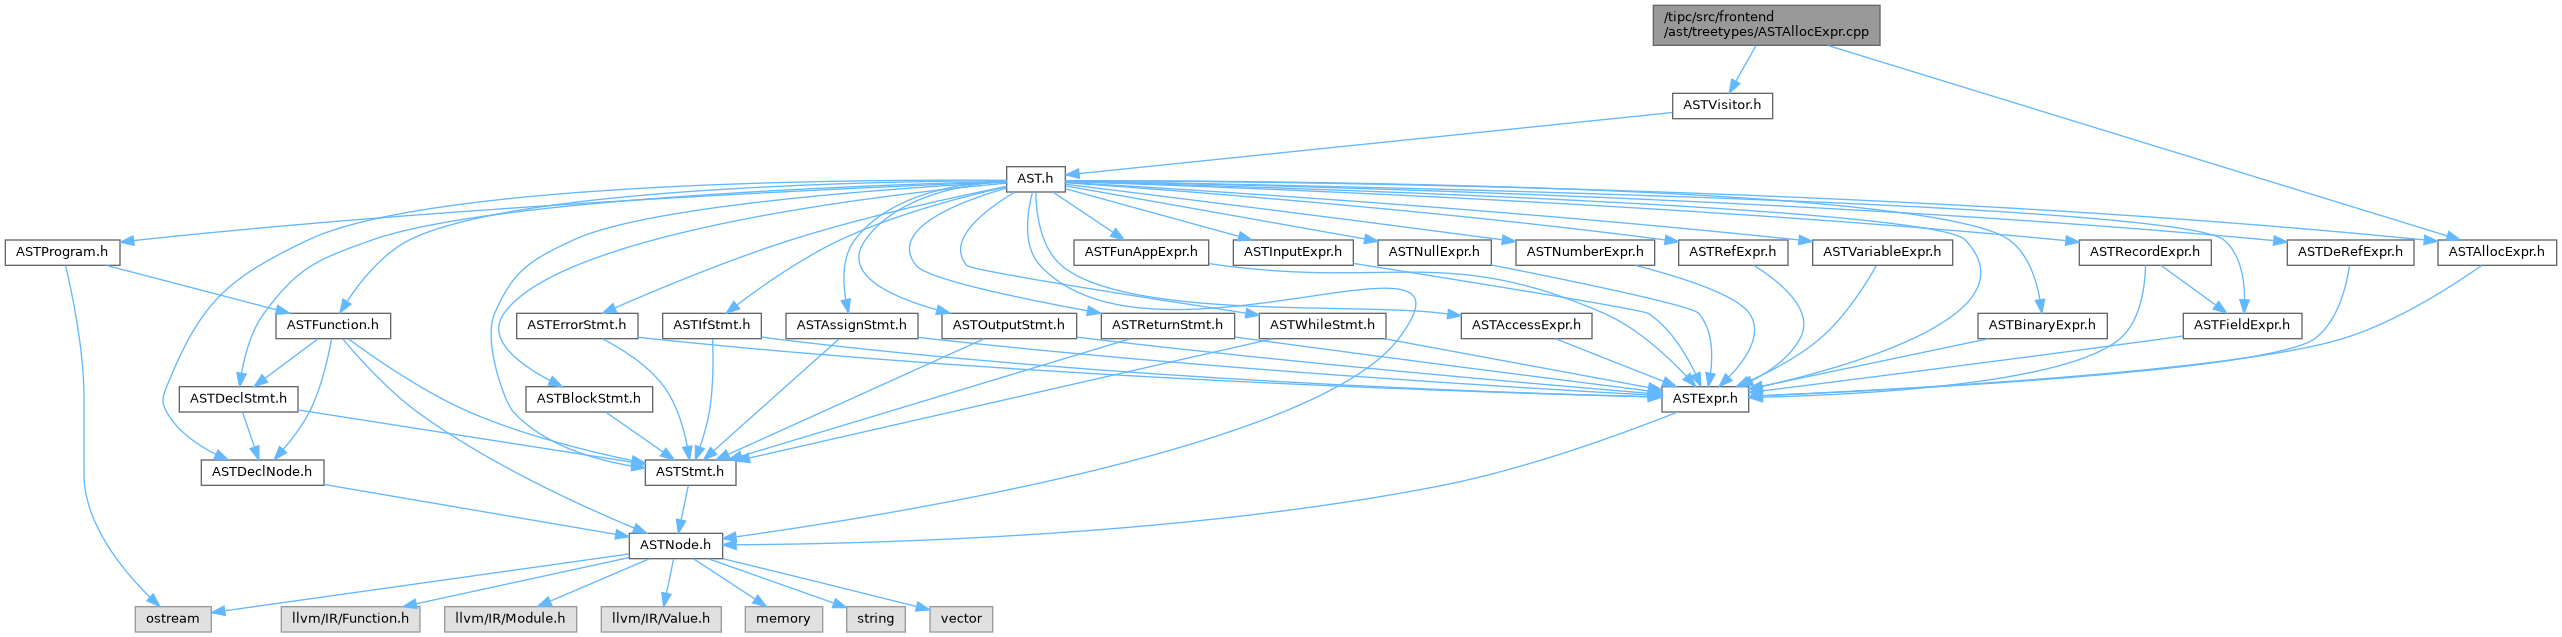 /tipc/src/frontend
/ast/treetypes/ASTAllocExpr.cpp
ASTVisitor.h
AST.h
ASTProgram.h
ASTFunAppExpr.h
ASTInputExpr.h
ASTNullExpr.h
ASTNumberExpr.h
ASTRefExpr.h
ASTVariableExpr.h
ASTRecordExpr.h
ASTDeRefExpr.h
ASTAllocExpr.h
ASTFunction.h
ASTErrorStmt.h
ASTIfStmt.h
ASTAssignStmt.h
ASTOutputStmt.h
ASTReturnStmt.h
ASTWhileStmt.h
ASTAccessExpr.h
ASTBinaryExpr.h
ASTFieldExpr.h
ASTDeclStmt.h
ASTBlockStmt.h
ASTExpr.h
ASTDeclNode.h
ASTStmt.h
ASTNode.h
ostream
llvm/IR/Function.h
llvm/IR/Module.h
llvm/IR/Value.h
memory
string
vector